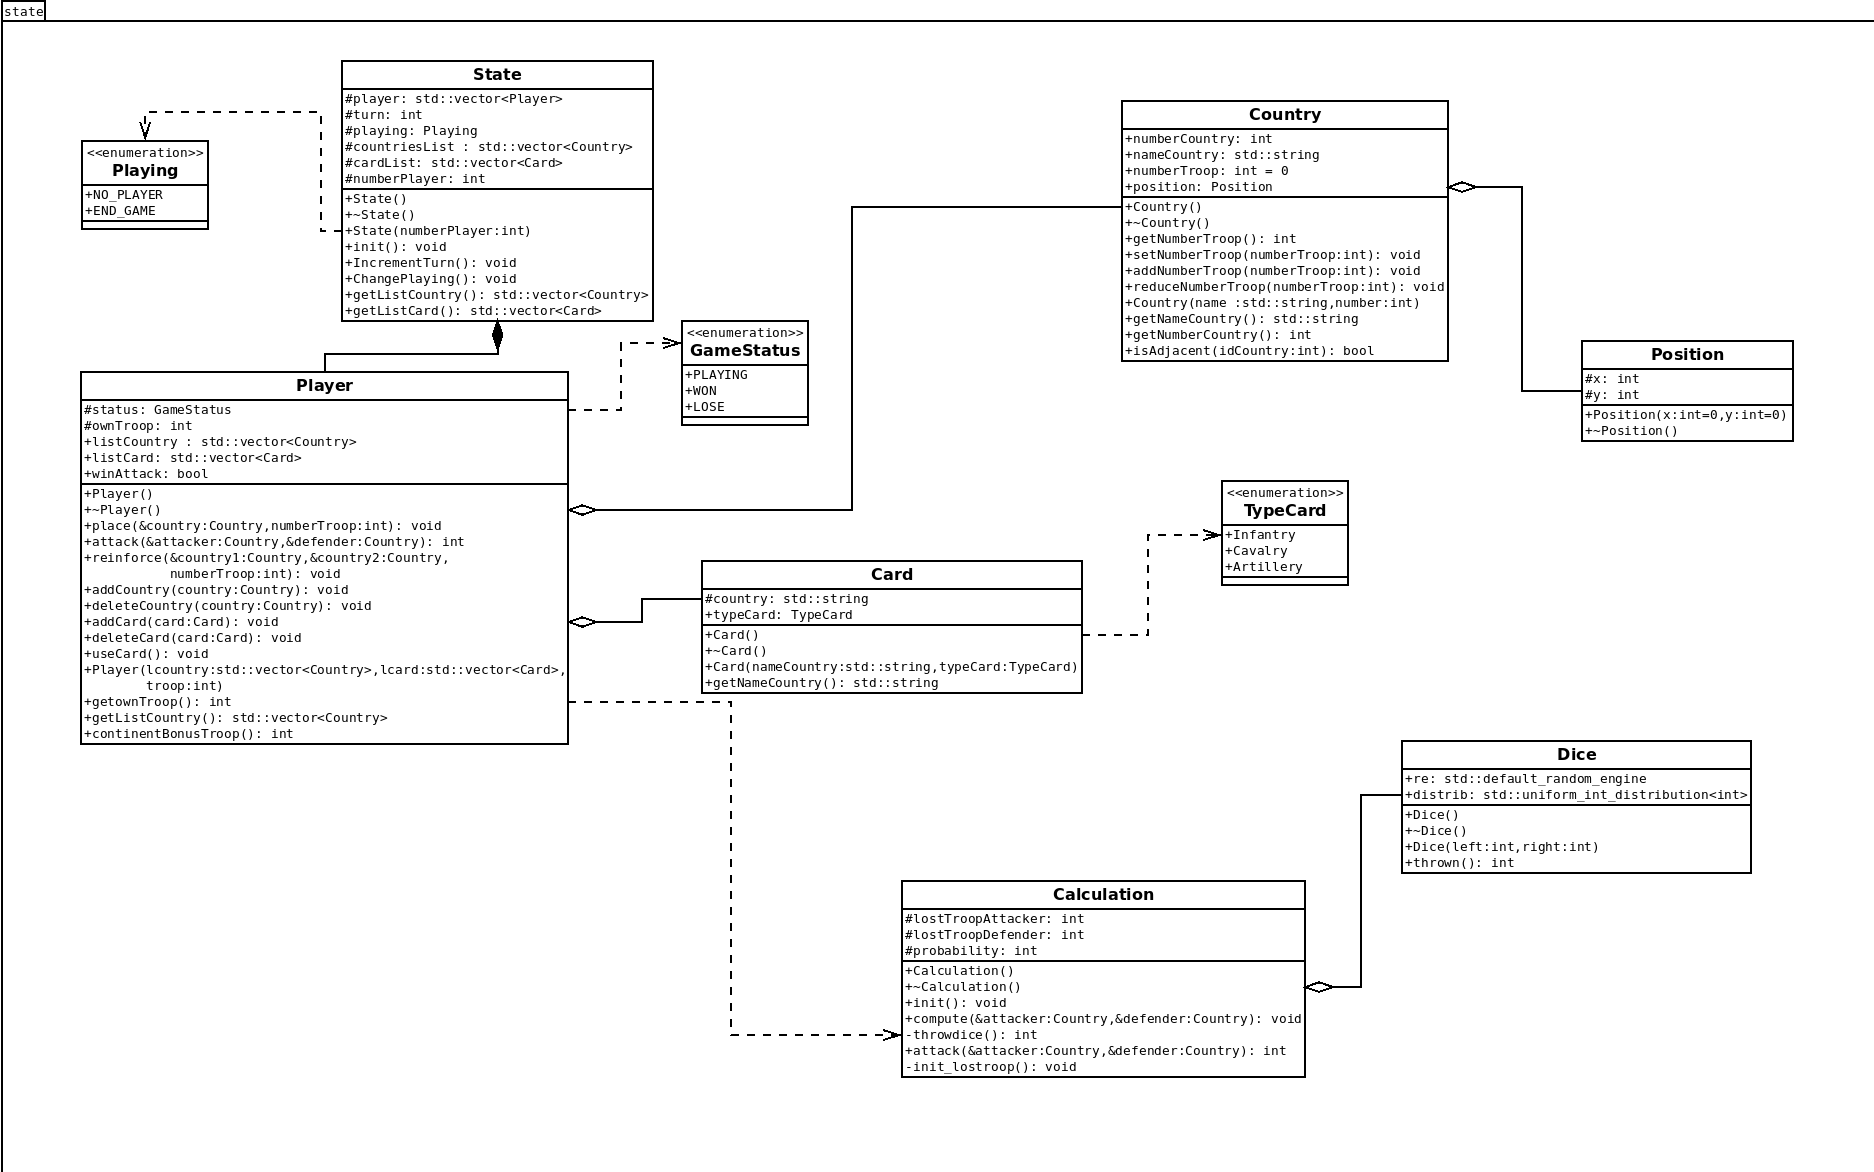 state
State
#player: std::vector<Player>
#turn: int
#playing: Playing
#countriesList : std::vector<Country>
#cardList: std::vector<Card>
#numberPlayer: int
+State()
+~State()
+State(numberPlayer:int)
+init(): void
+IncrementTurn(): void
+ChangePlaying(): void
+getListCountry(): std::vector<Country>
+getListCard(): std::vector<Card>
<<enumeration>>
Playing
+NO_PLAYER
+END_GAME
<<enumeration>>
GameStatus
+PLAYING
+WON
+LOSE
Country
+numberCountry: int
+nameCountry: std::string
+numberTroop: int = 0
+position: Position
+Country()
+~Country()
+getNumberTroop(): int
+setNumberTroop(numberTroop:int): void
+addNumberTroop(numberTroop:int): void
+reduceNumberTroop(numberTroop:int): void
+Country(name :std::string,number:int)
+getNameCountry(): std::string
+getNumberCountry(): int
+isAdjacent(idCountry:int): bool
Position
#x: int
#y: int
+Position(x:int=0,y:int=0)
+~Position()
Player
#status: GameStatus
#ownTroop: int
+listCountry : std::vector<Country>
+listCard: std::vector<Card>
+winAttack: bool
+Player()
+~Player()
+place(&country:Country,numberTroop:int): void
+attack(&attacker:Country,&defender:Country): int
+reinforce(&country1:Country,&country2:Country,
numberTroop:int): void
+addCountry(country:Country): void
+deleteCountry(country:Country): void
+addCard(card:Card): void
+deleteCard(card:Card): void
+useCard(): void
+Player(lcountry:std::vector<Country>,lcard:std::vector<Card>,
troop:int)
+getownTroop(): int
+getListCountry(): std::vector<Country>
+continentBonusTroop(): int
<<enumeration>>
TypeCard
+Infantry
+Cavalry
+Artillery
Card
#country: std::string
+typeCard: TypeCard
+Card()
+~Card()
+Card(nameCountry:std::string,typeCard:TypeCard)
+getNameCountry(): std::string
Dice
+re: std::default_random_engine
+distrib: std::uniform_int_distribution<int>
+Dice()
+~Dice()
+Dice(left:int,right:int)
+thrown(): int
Calculation
#lostTroopAttacker: int
#lostTroopDefender: int
#probability: int
+Calculation()
+~Calculation()
+init(): void
+compute(&attacker:Country,&defender:Country): void
-throwdice(): int
+attack(&attacker:Country,&defender:Country): int
-init_lostroop(): void